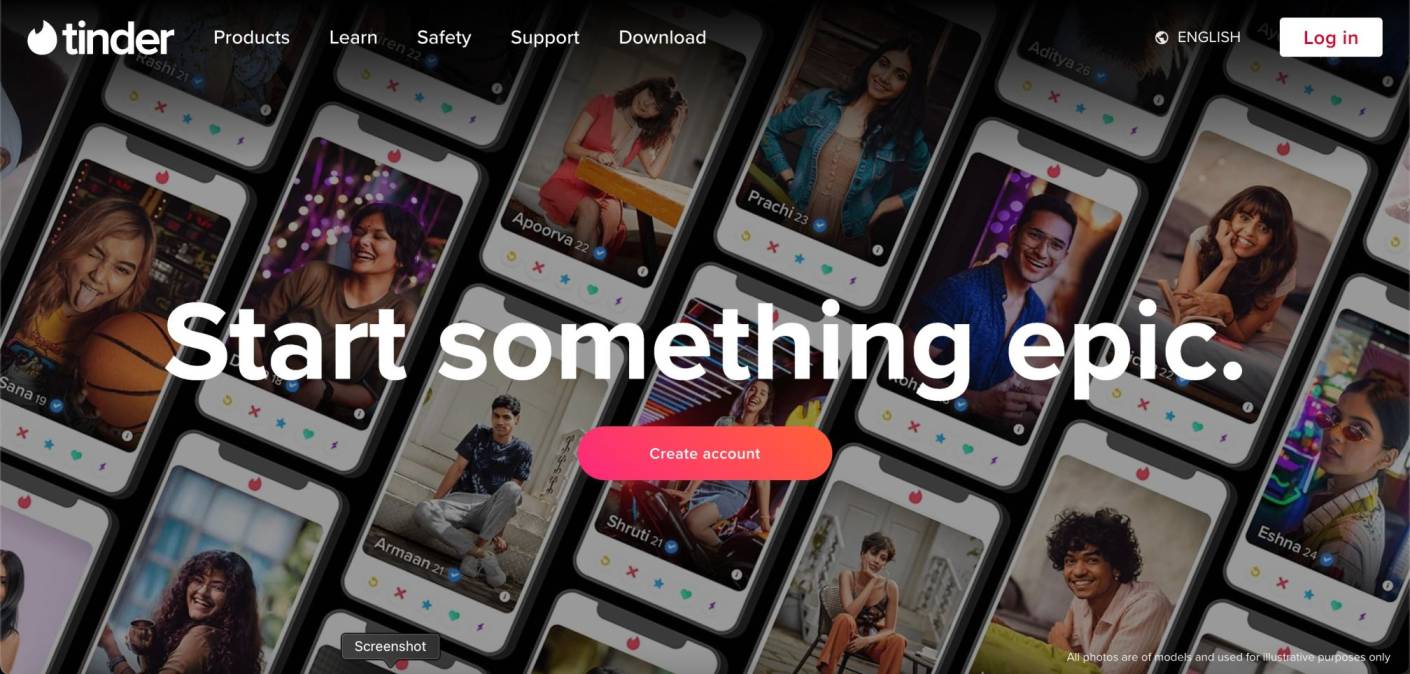 tinder
Products
Learn
Safety
Support
Download
ENGLISH
Log in
Rashi 21
22
Aditya 26
Apoorva 22
Prachi 23
Start something epic.
Sana 19
18
22
Create account
Armaan 21
Shruti 21
Eshna 24
Screenshot
All photos are of models and used for illustrative purposes only